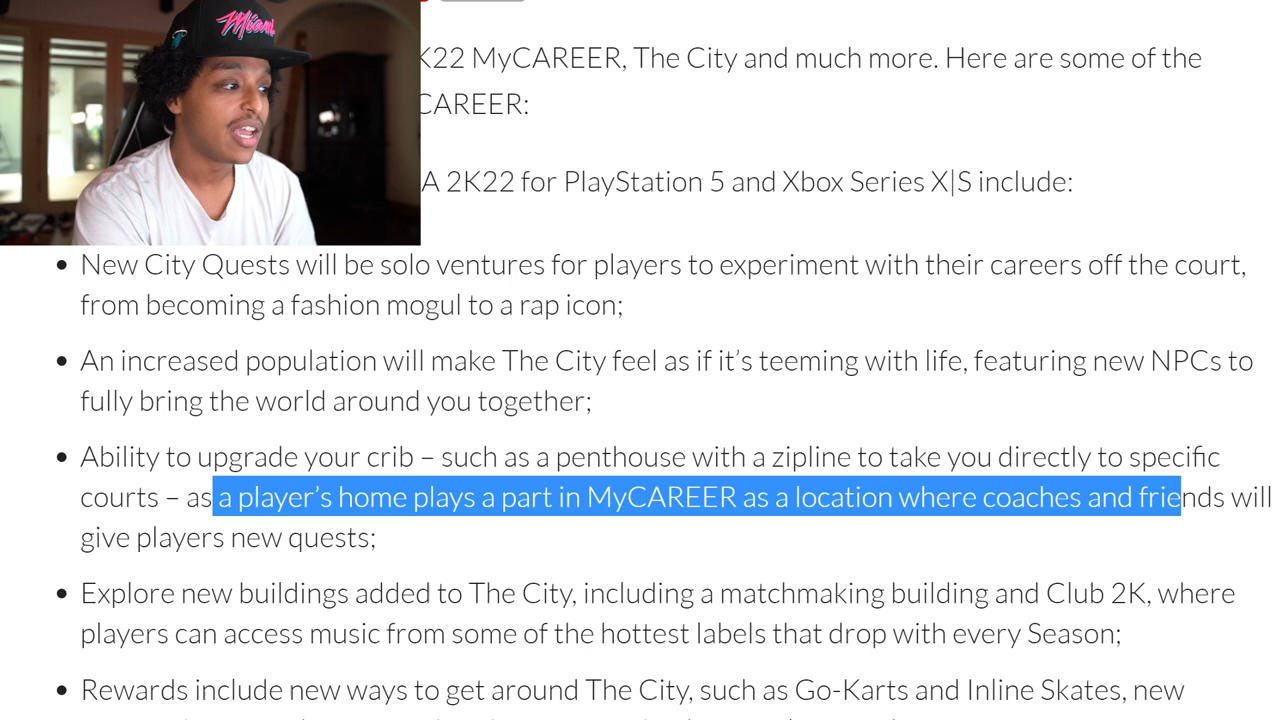 Miami
K22 MyCAREER, The City and much more. Here are some of the
CAREER:
A 2K22 for PlayStation 5 and Xbox Series X|S include:
• New City Quests will be solo ventures for players to experiment with their careers off the court,
from becoming a fashion mogul to a rap icon;
• An increased population will make The City feel as if it’s teeming with life, featuring new NPCs to
fully bring the world around you together;
• Ability to upgrade your crib – such as a penthouse with a zipline to take you directly to specific
courts – as a player’s home plays a part in MyCAREER as a location where coaches and friends will
give players new quests;
• Explore new buildings added to The City, including a matchmaking building and Club 2K, where
players can access music from some of the hottest labels that drop with every Season;
• Rewards include new ways to get around The City, such as Go-Karts and Inline Skates, new